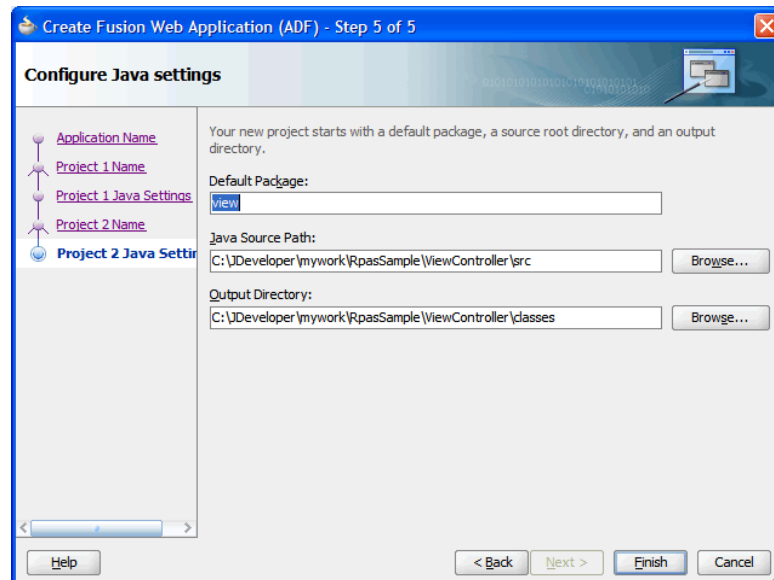 Create Fusion Web Application (ADF) - Step 5 of 5
Configure Java settings
Application Name
Project 1 Name
Project 1 Java Settings
Project 2 Name
Project 2 Java Settin
Your new project starts with a default package, a source root directory, and an output
directory.
Default Package:
view
Java Source Path:
C:\JDeveloper\mywork\RpasSample\ViewController\src
Browse...
Output Directory:
C:\JDeveloper\mywork\RpasSample\ViewController\classes
Browse...
Help
< Back
Next >
Finish
Cancel